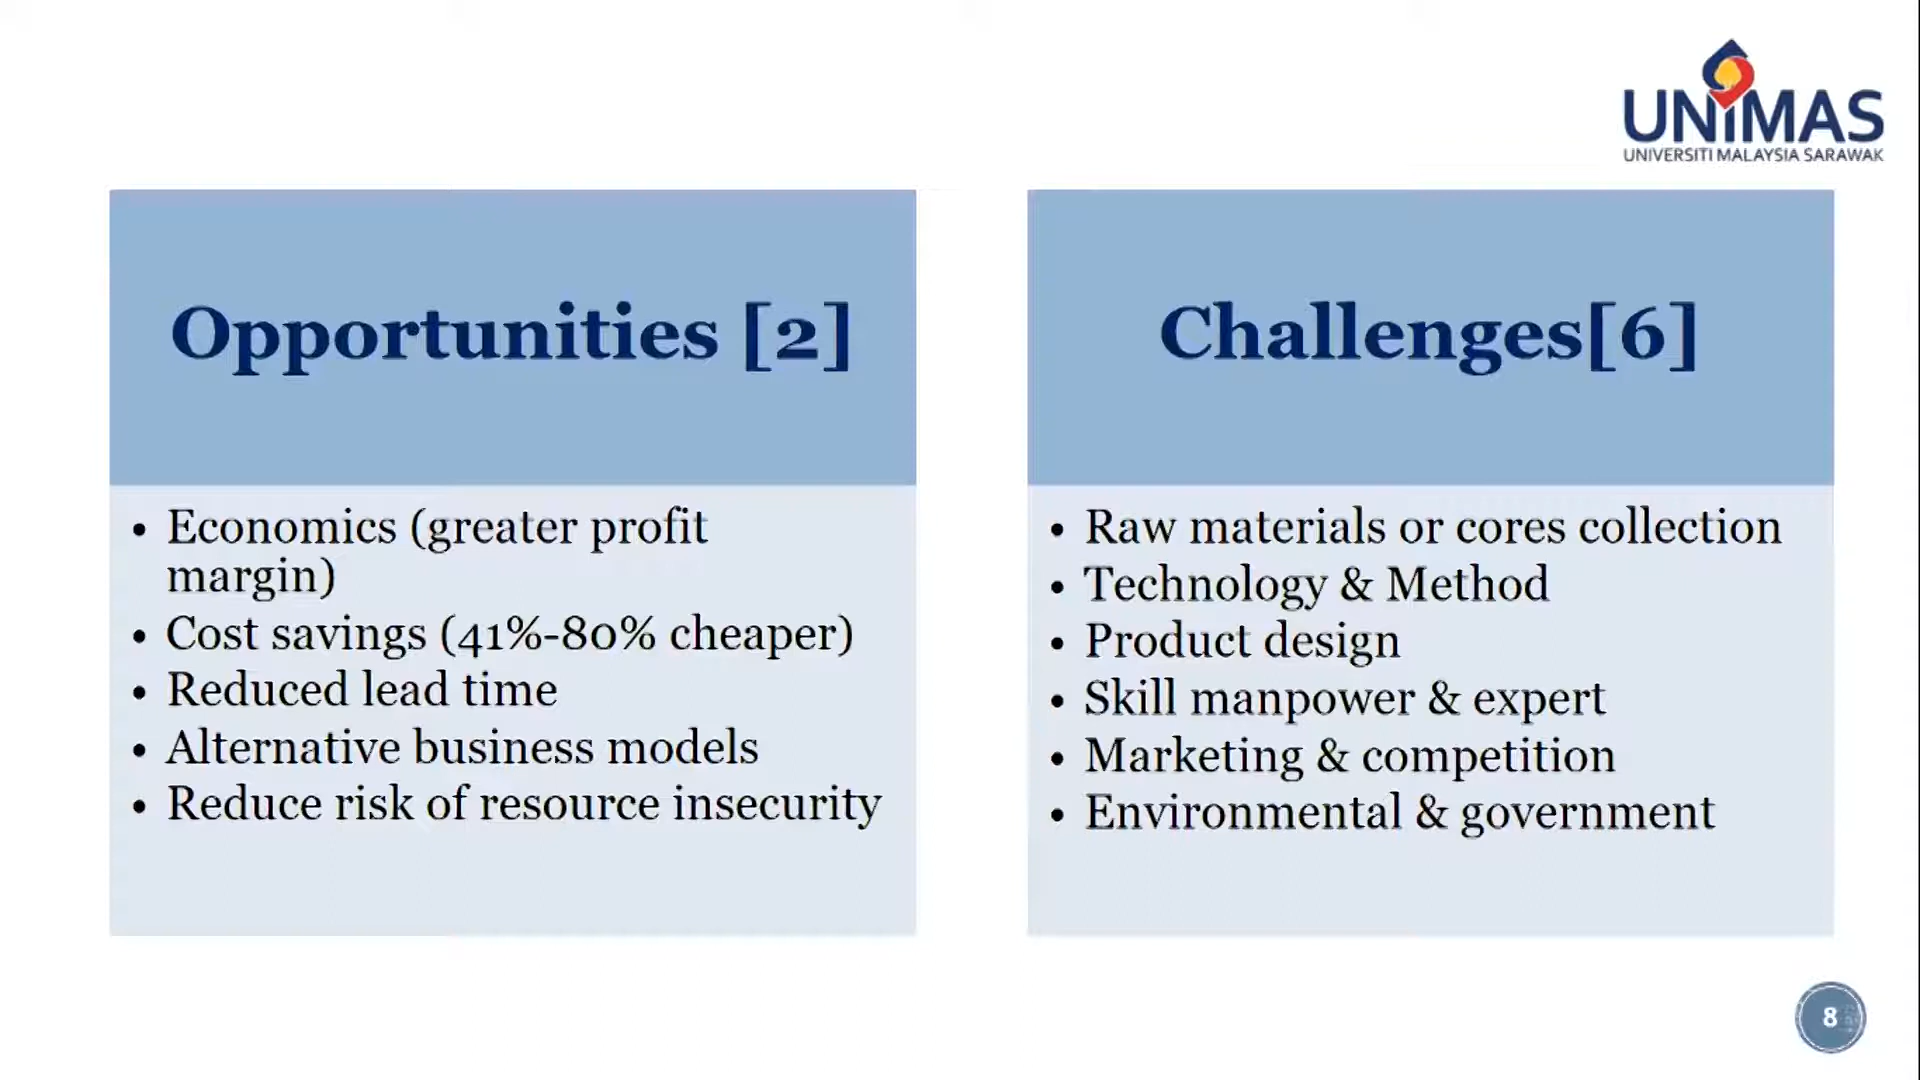 UNIMAS
UNIVERSITI MALAYSIA SARAWAK
Opportunities [2]
• Economics (greater profit
margin)
• Cost savings (41%-80% cheaper)
• Reduced lead time
• Alternative business models
• Reduce risk of resource insecurity
Challenges[6]
• Raw materials or cores collection
• Technology & Method
• Product design
• Skill manpower & expert
• Marketing & competition
• Environmental & government
8